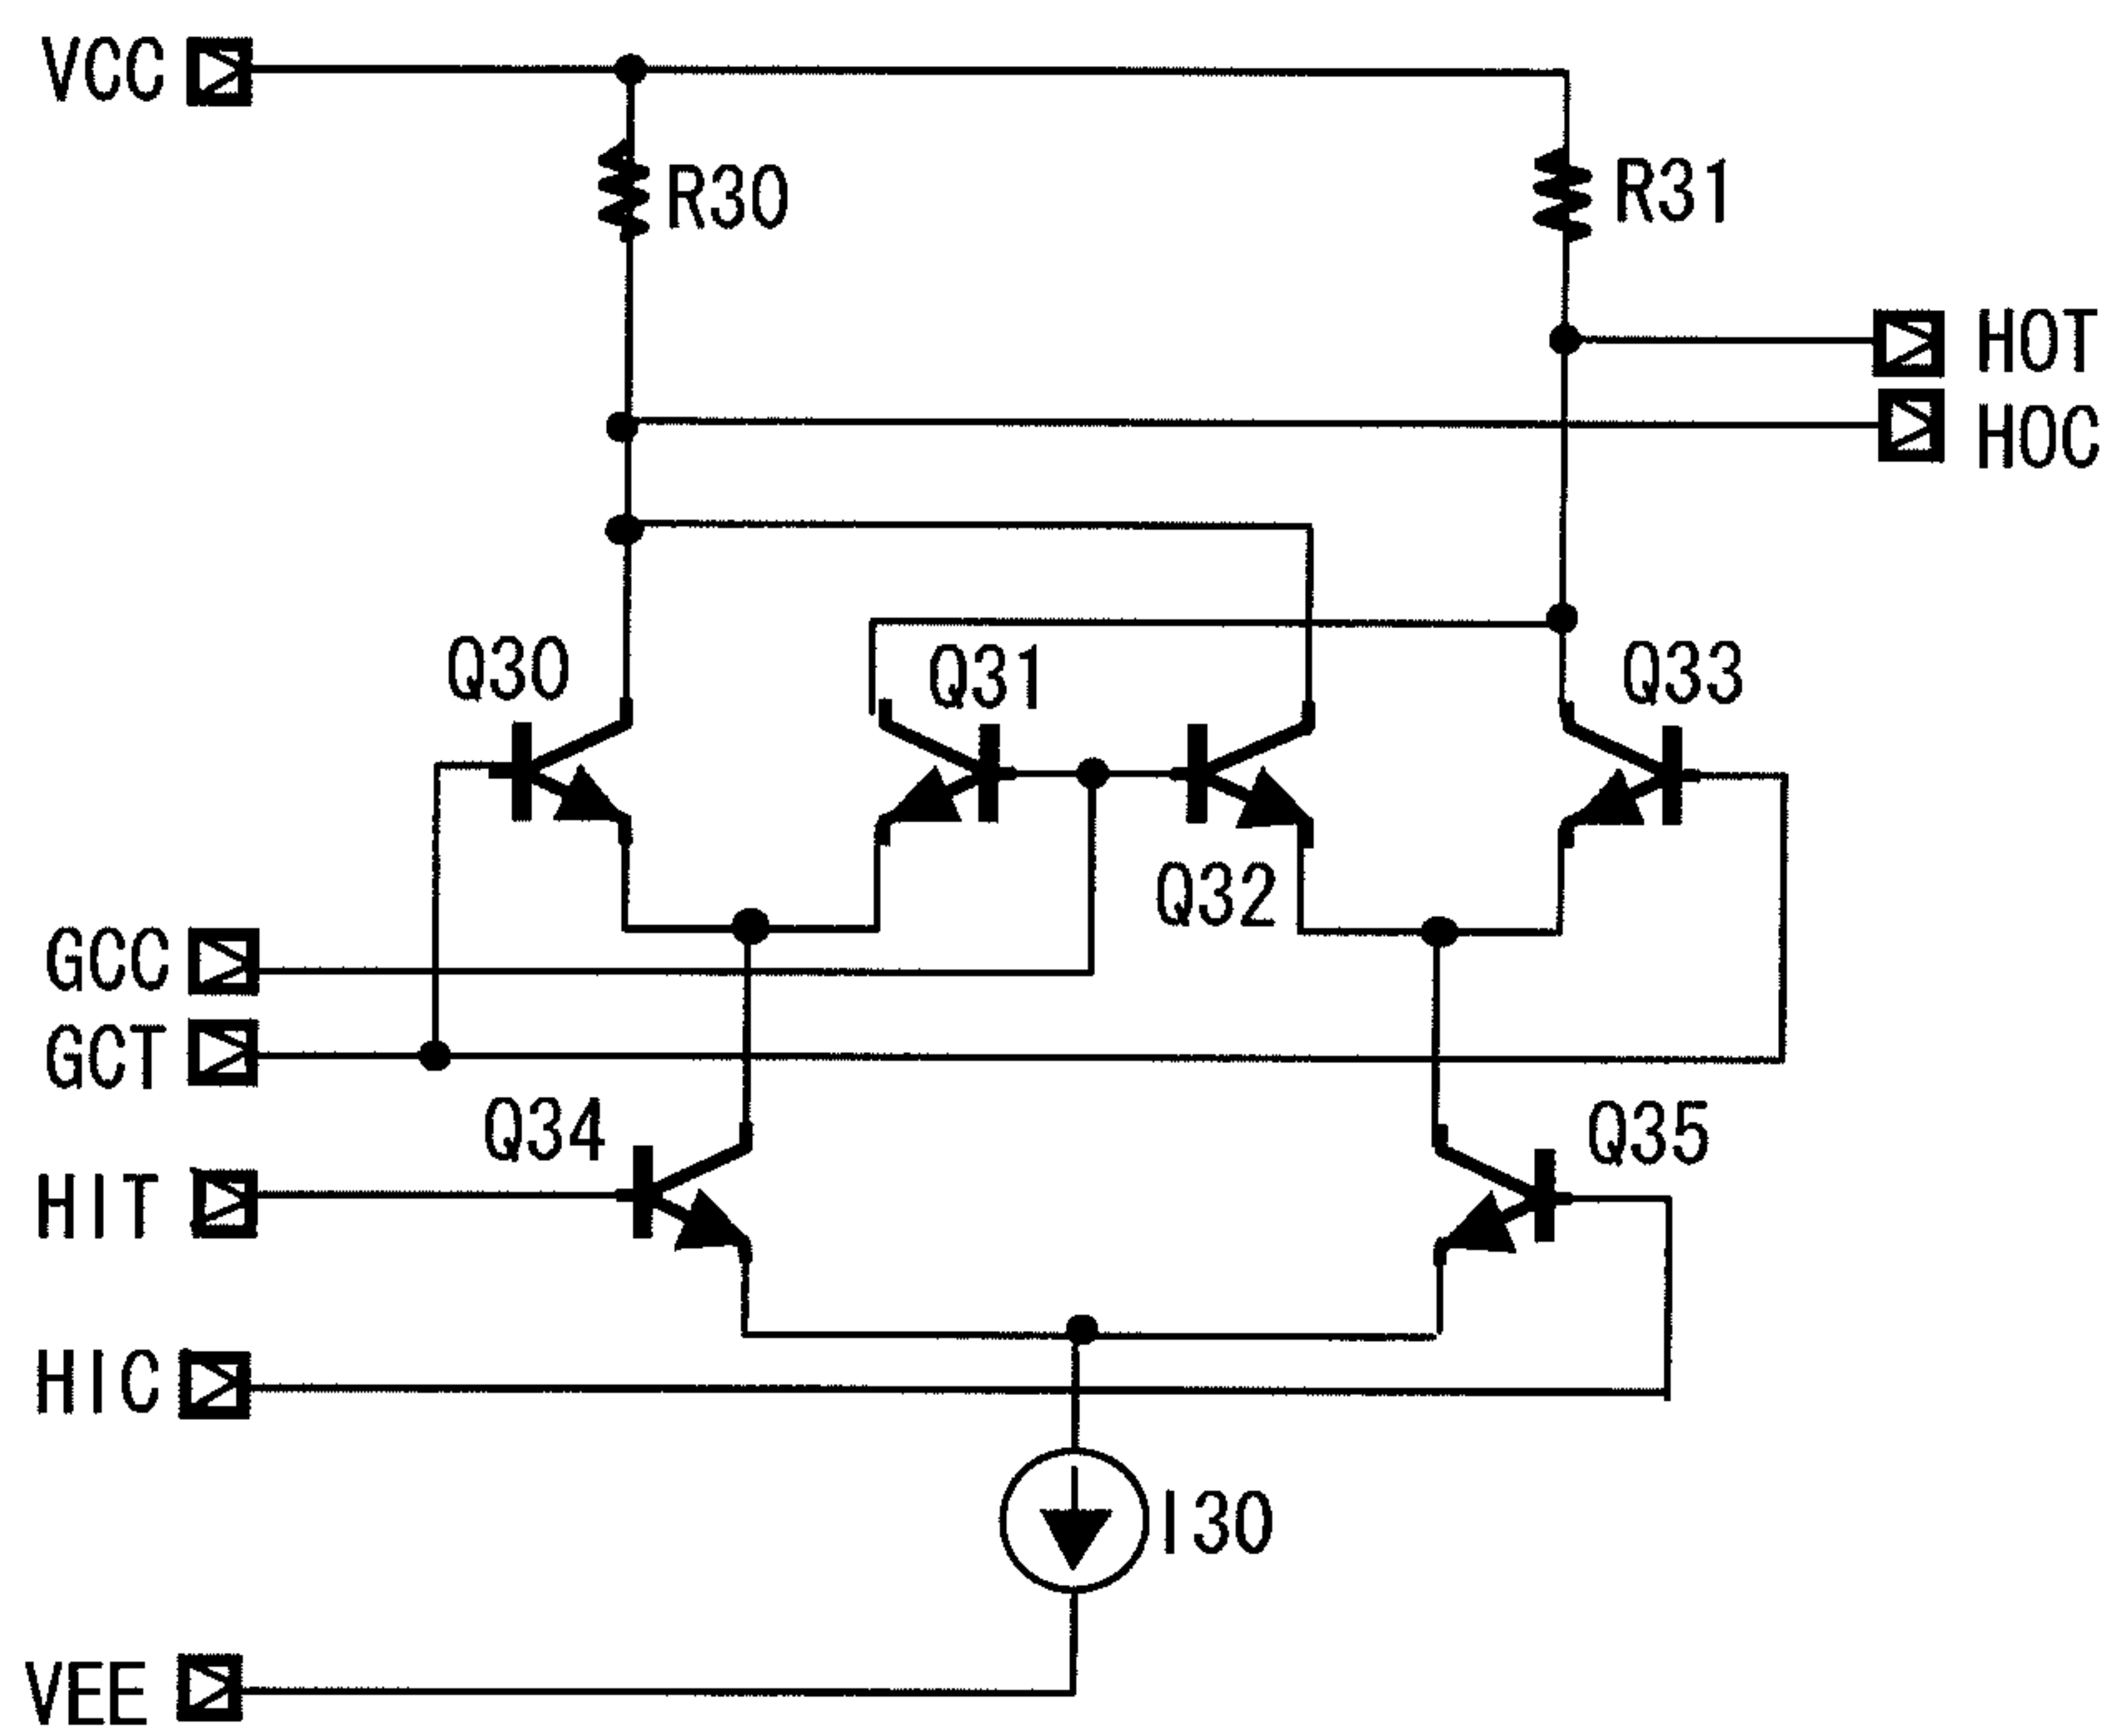 VCC
R30
R31
HOT
HOC
Q30
Q31
Q33
Q32
GCC
GCT
Q34
Q35
HIT
HIC
I30
VEE